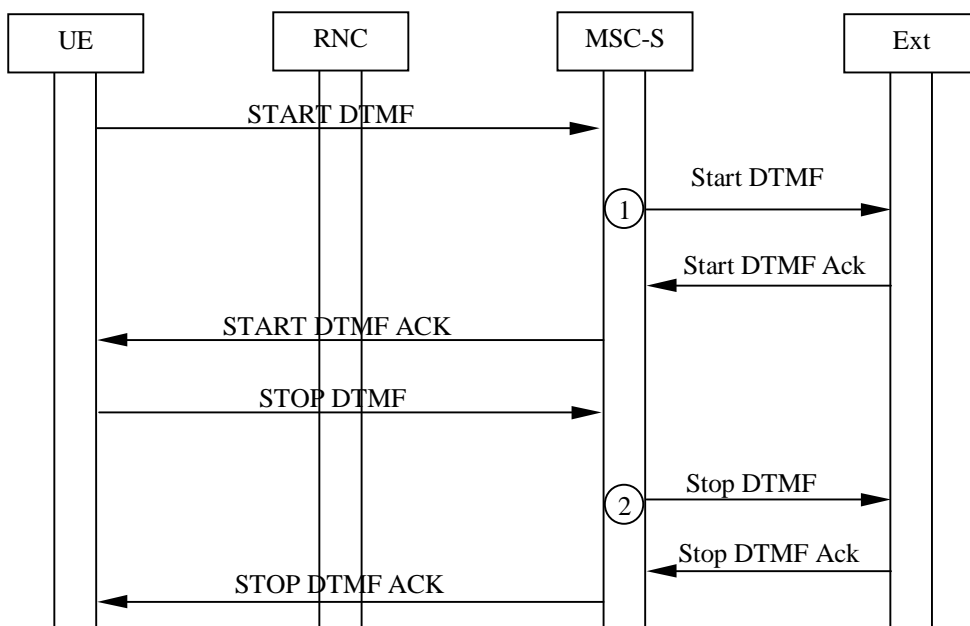 UE
RNC
MSC-S
Ext
START DTMF
Start DTMF
1
Start DTMF Ack
START DTMF ACK
STOP DTMF
Stop DTMF
2
Stop DTMF Ack
STOP DTMF ACK